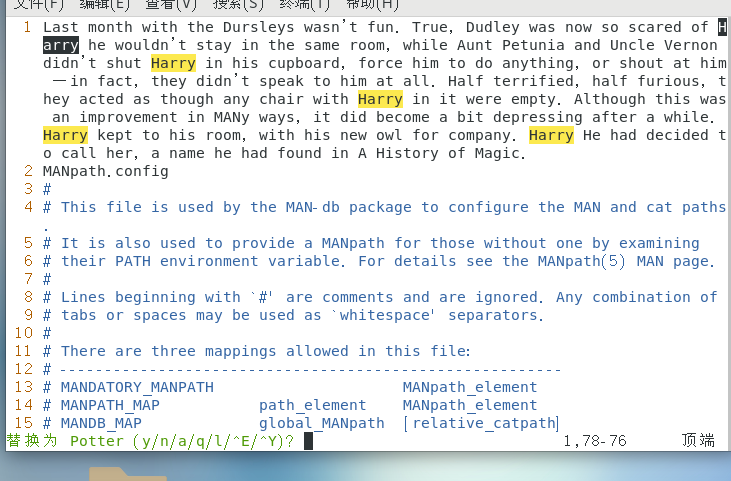 文件(F) 编辑(E) 查看(V) 搜索(S) 终端(T) 帮助(H)
1 Last month with the Dursleys wasn't fun. True, Dudley was now so scared of H
arry he wouldn't stay in the same room, while Aunt Petunia and Uncle Vernon
didn't shut Harry in his cupboard, force him to do anything, or shout at him
—in fact, they didn't speak to him at all. Half terrified, half furious, t
hey acted as though any chair with Harry in it were empty. Although this was
an improvement in MANy ways, it did become a bit depressing after a while.
Harry kept to his room, with his new owl for company. Harry He had decided t
o call her, a name he had found in A History of Magic.
2 MANpath.config
3 #
4 # This file is used by the MAN-db package to configure the MAN and cat paths
.
5 # It is also used to provide a MANpath for those without one by examining
6 # their PATH environment variable. For details see the MANpath(5) MAN page.
7 #
8 # Lines beginning with `#' are comments and are ignored. Any combination of
9 # tabs or spaces may be used as `whitespace' separators.
10 #
11 # There are three mappings allowed in this file:
12 # --------------------------------------------------------
13 # MANDATORY_MANPATH MANpath_element
14 # MANPATH_MAP path_element MANpath_element
15 # MANDB_MAP global_MANpath [relative_catpath]
替换为 Potter (y/n/a/q/l/^E/^Y)? 1,78-76 顶端